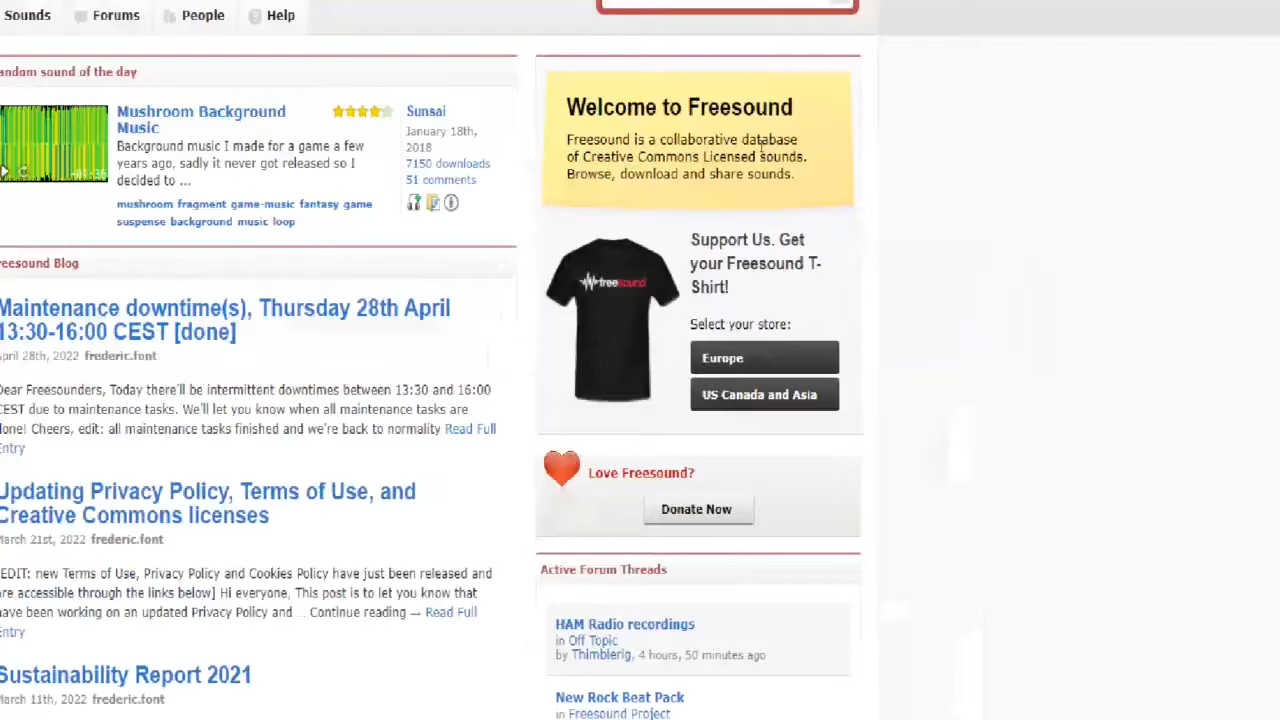 Sounds
Forums
People
Help
andom sound of the day
Mushroom Background
Music
Background music I made for a game a few
years ago, sadly it never got released so I
decided to ...
mushroom fragment game-music fantasy game
suspense background music loop
Sunsai
January 18th,
2018
7150 downloads
51 comments
reesound Blog
Maintenance downtime(s), Thursday 28th April
13:30-16:00 CEST [done]
April 28th, 2022 frederic.font
Dear Freesounders, Today there'll be intermittent downtimes between 13:30 and 16:00
CEST due to maintenance tasks. We'll let you know when all maintenance tasks are
done! Cheers, edit: all maintenance tasks finished and we're back to normality Read Full
Entry
Updating Privacy Policy, Terms of Use, and
Creative Commons licenses
March 21st, 2022 frederic.font
[EDIT: new Terms of Use, Privacy Policy and Cookies Policy have just been released and
are accessible through the links below] Hi everyone, This post is to let you know that
have been working on an updated Privacy Policy and ... Continue reading → Read Full
Entry
Sustainability Report 2021
March 11th, 2022 frederic.font
Welcome to Freesound
Freesound is a collaborative database
of Creative Commons Licensed sounds.
Browse, download and share sounds.
freesound
Support Us. Get
your Freesound T-
Shirt!
Select your store:
Europe
US Canada and Asia
Love Freesound?
Donate Now
Active Forum Threads
HAM Radio recordings
in Off Topic
by Thimblerig, 4 hours, 50 minutes ago
New Rock Beat Pack
in Freesound Project